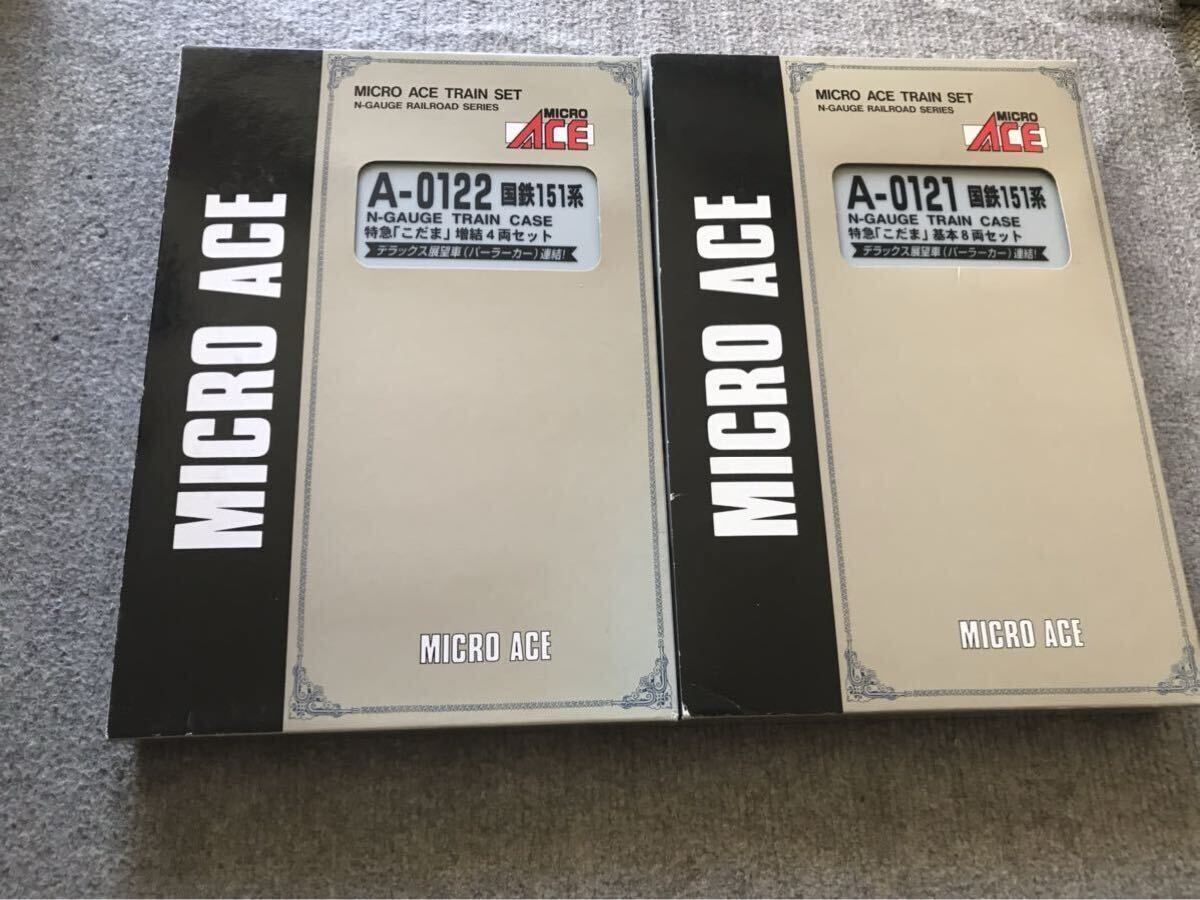 MICRO ACE
MICRO ACE TRAIN SET
N-GAUGE RAILROAD SERIES
MICRO
ACE
A-0122 国鉄151系
N-GAUGE TRAIN CASE
特急「こだま」増結4両セット
デラックス展望車(パーラーカー)連結!
MICRO ACE
MICRO ACE
MICRO ACE TRAIN SET
N-GAUGE RAILROAD SERIES
MICRO
ACE
A-0121 国鉄151系
N-GAUGE TRAIN CASE
特急「こだま」基本8両セット
デラックス展望車(パーラーカー)連結!
MICRO ACE